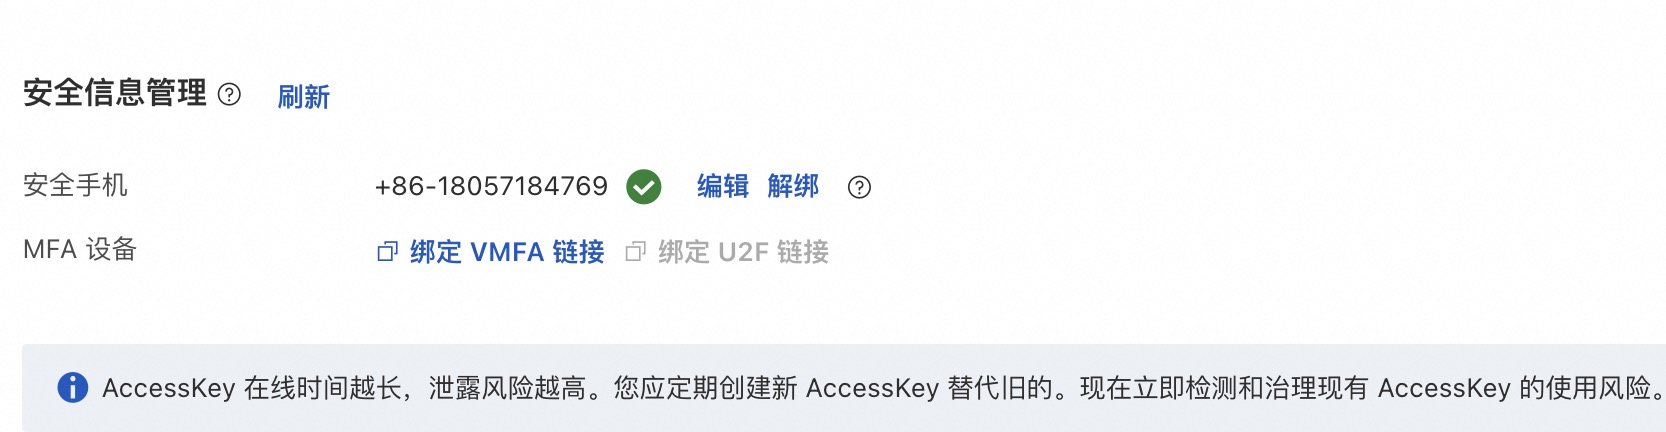 安全信息管理 刷新
安全手机 +86-18057184769 编辑 解绑
MFA 设备 绑定 VMFA 链接 绑定 U2F 链接
AccessKey 在线时间越长，泄露风险越高。您应定期创建新 AccessKey 替代旧的。现在立即检测和治理现有 AccessKey 的使用风险。